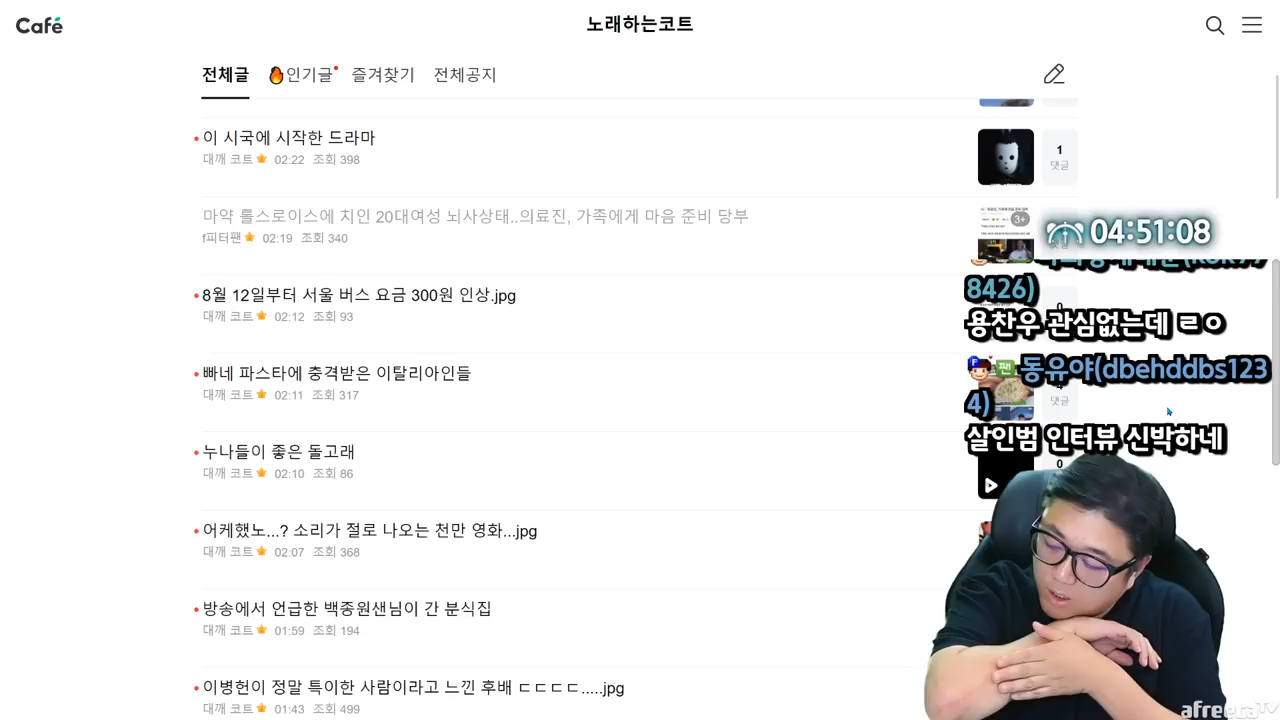 Café
노래하는코트
전체글 인기글 즐겨찾기 전체공지
이 시국에 시작한 드라마
대깨 코트 02:22 조회 398
1
댓글
마약 롤스로이스에 치인 20대여성 뇌사상태..의료진, 가족에게 마음 준비 당부
f피터팬 02:19 조회 340
3+
04:51:08
8426)
용찬우 관심없는데 ㄹㅇ
8월 12일부터 서울 버스 요금 300원 인상.jpg
대깨 코트 02:12 조회 93
0
빠네 파스타에 충격받은 이탈리아인들
대깨 코트 02:11 조회 317
댓글
팬 동유야(dbehddbs123
4)
살인범 인터뷰 신박하네
누나들이 좋은 돌고래
대깨 코트 02:10 조회 86
0
어케했노...? 소리가 절로 나오는 천만 영화...jpg
대깨 코트 02:07 조회 368
방송에서 언급한 백종원샌님이 간 분식집
대깨 코트 01:59 조회 194
이병헌이 정말 특이한 사람이라고 느낀 후배 ㄷㄷㄷㄷ.....jpg
대깨 코트 01:43 조회 499
afreecaTV